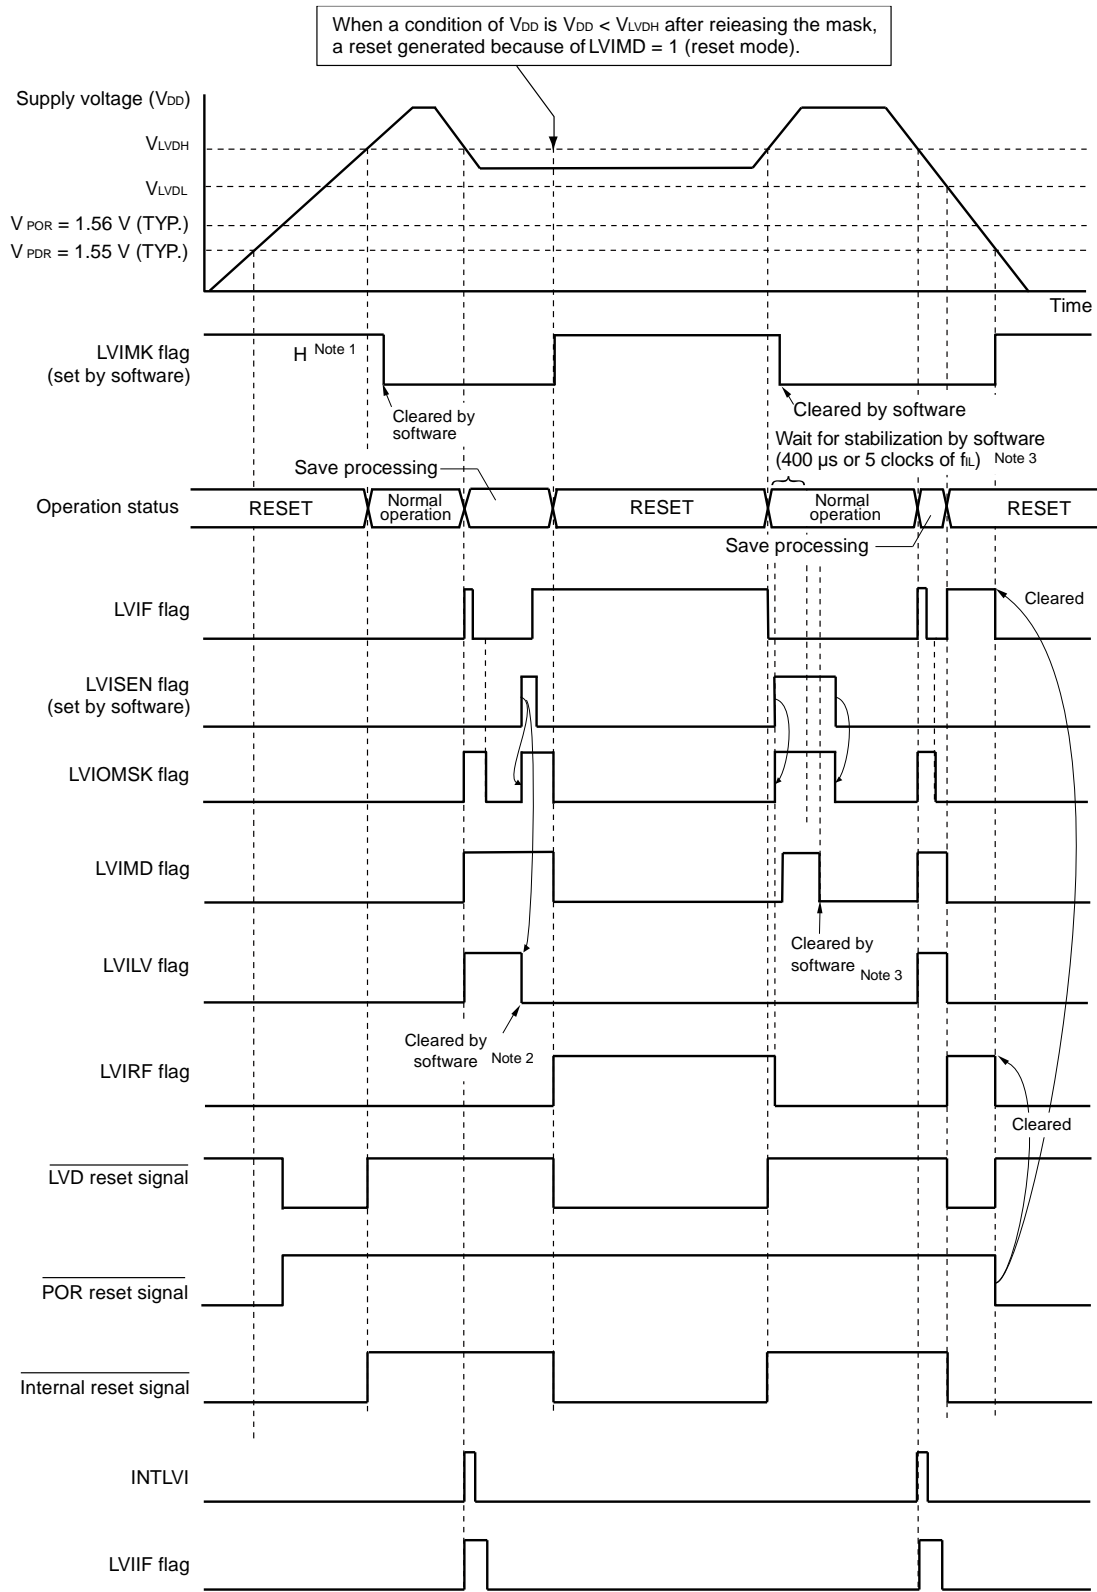 When a condition of VDD is VDD < VLVDH after reieasing the mask,
a reset generated because of LVIMD = 1 (reset mode).
Supply voltage (VDD)
VLVDH
VLVDL
V POR = 1.56 V (TYP.)
V PDR = 1.55 V (TYP.)
Time
LVIMK flag
(set by software)
H Note 1
Cleared by
software
Cleared by software
Wait for stabilization by software
(400 µs or 5 clocks of fIL) Note 3
Save processing
Operation status
RESET
Normal
operation
RESET
Normal
operation
RESET
Save processing
LVIF flag
Cleared
LVISEN flag
(set by software)
LVIOMSK flag
LVIMD flag
Cleared by
software Note 3
LVILV flag
Cleared by
software Note 2
LVIRF flag
Cleared
LVD reset signal
POR reset signal
Internal reset signal
INTLVI
LVIIF flag